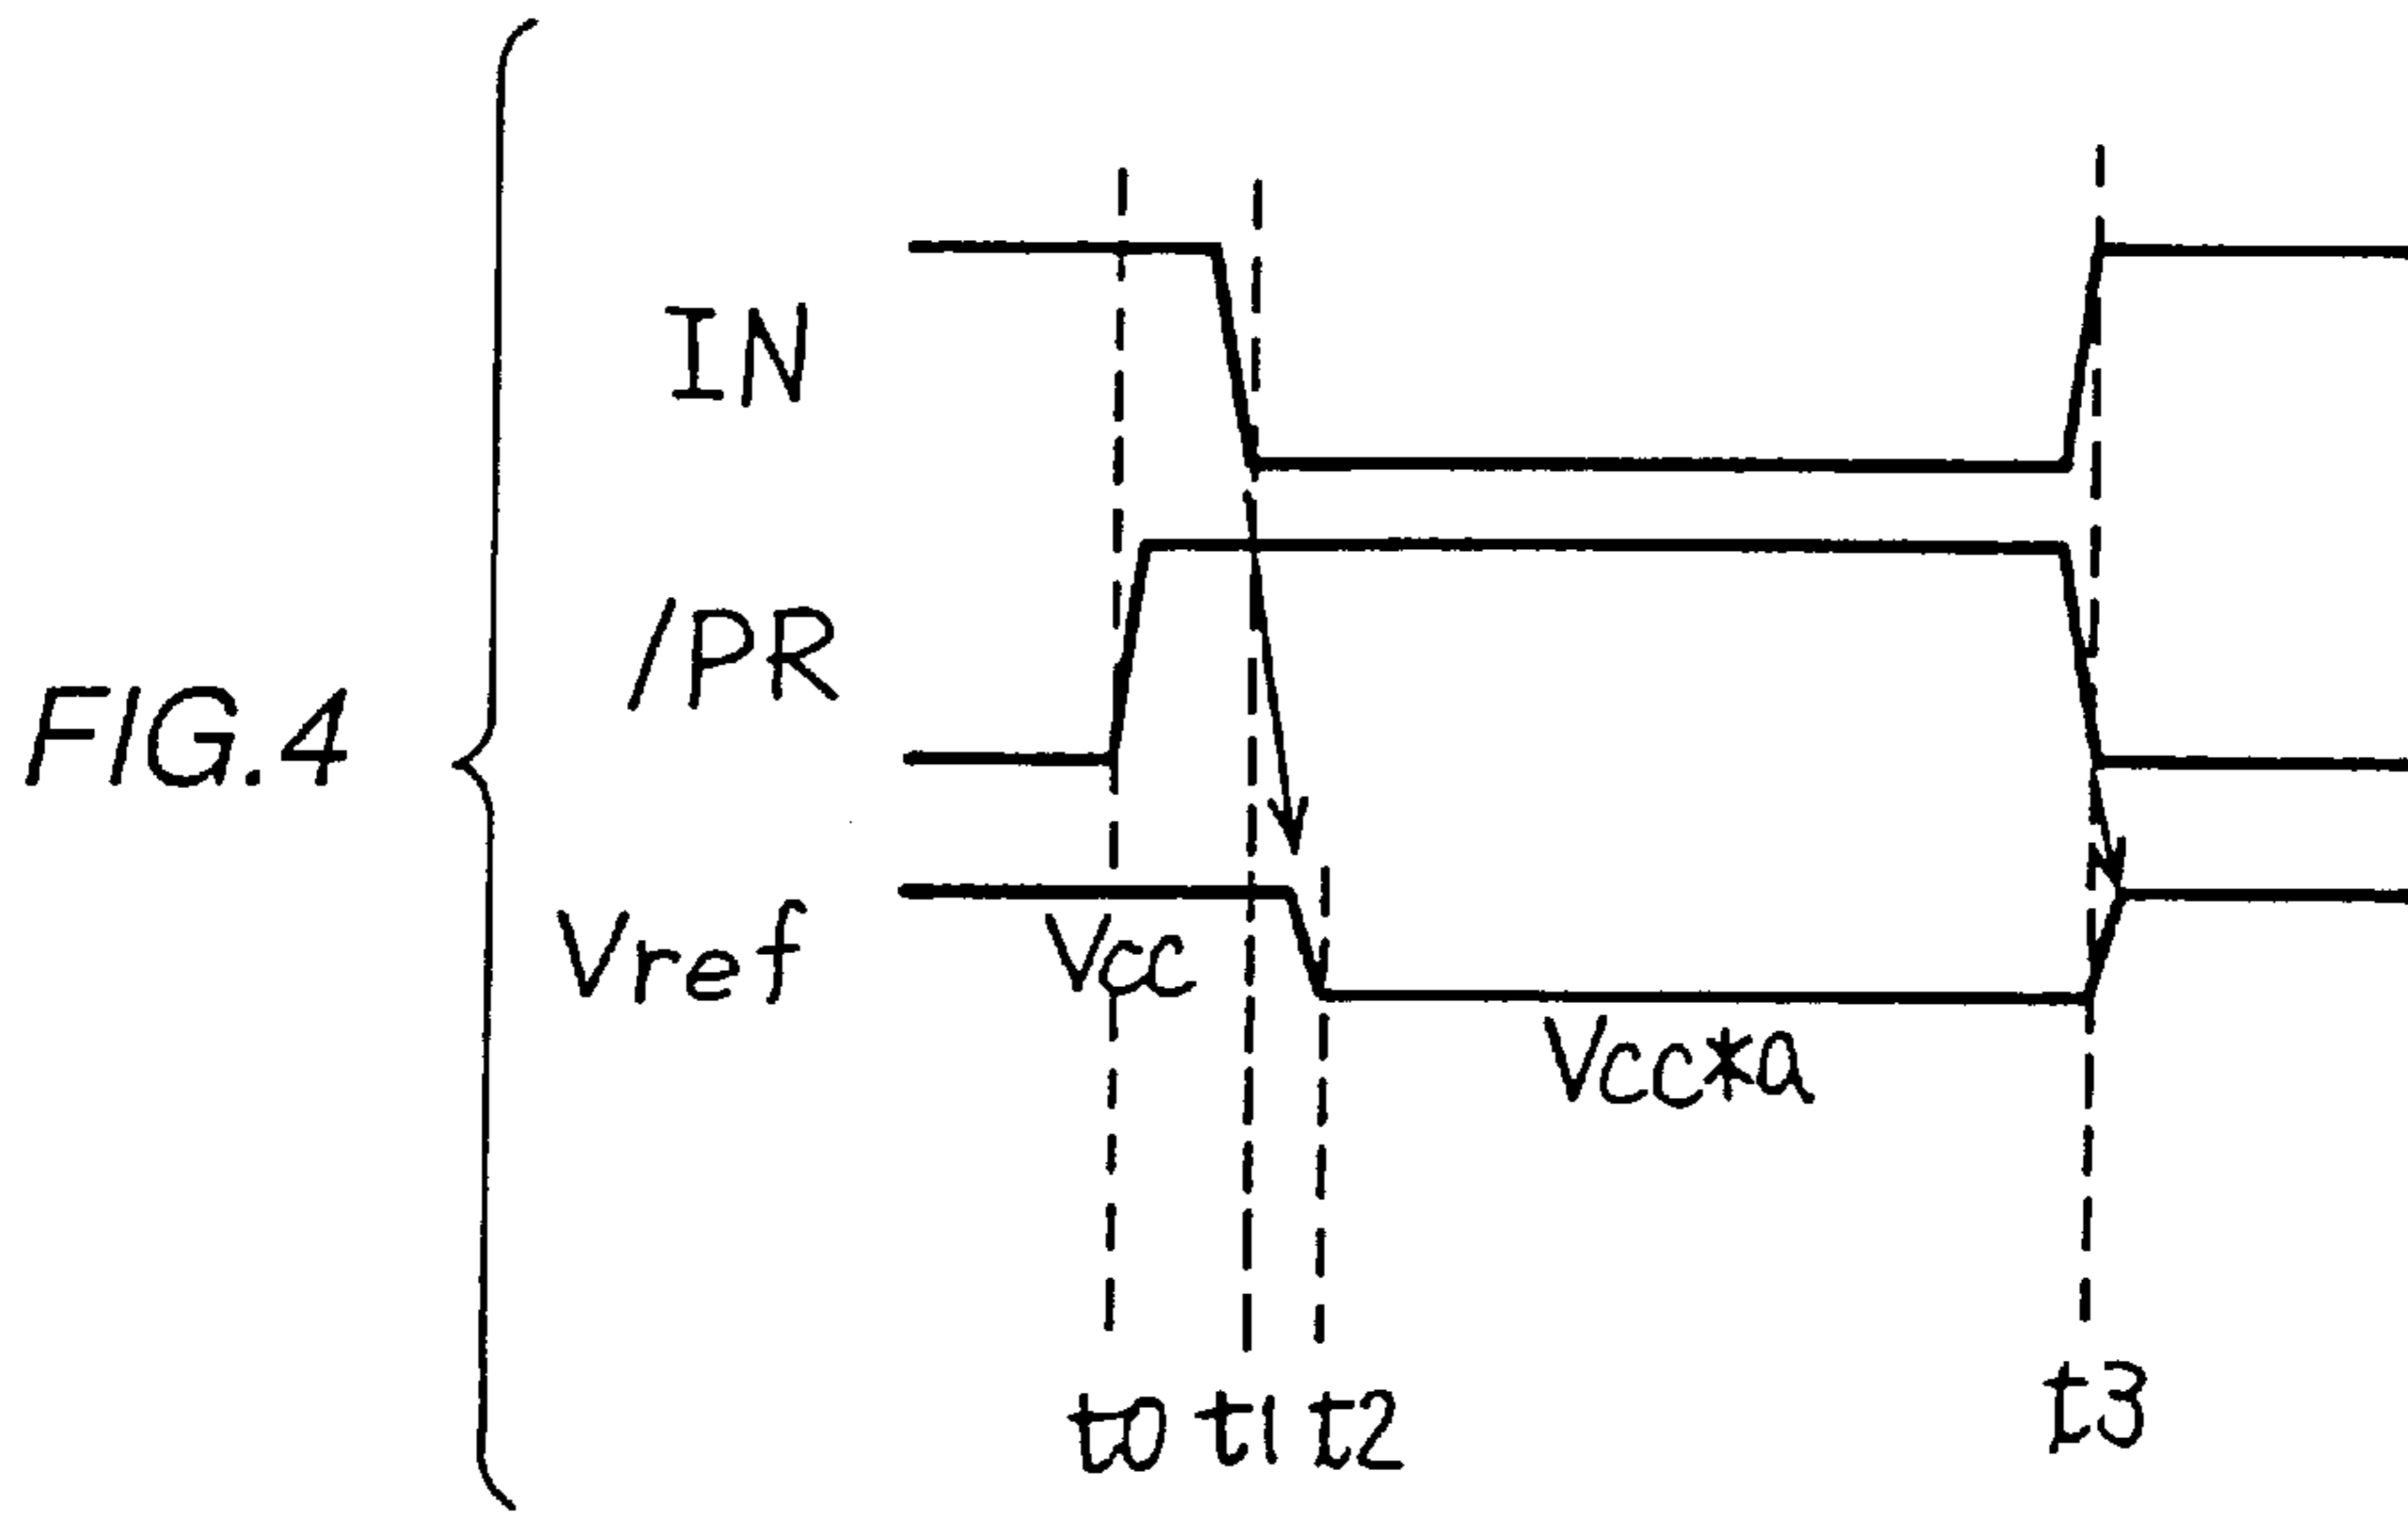 FIG.4
IN
/PR
Vref
Vcc
Vcc*a
t0 t1 t2 t3